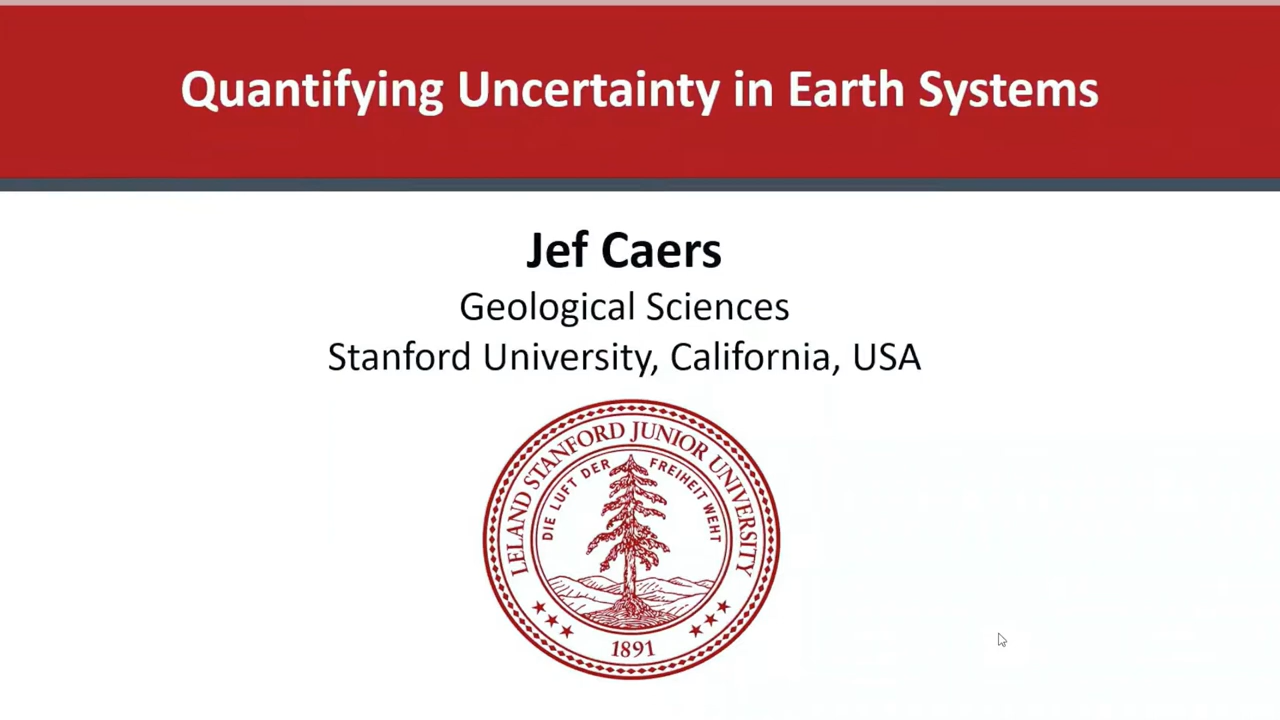 Quantifying Uncertainty in Earth Systems
Jef Caers
Geological Sciences
Stanford University, California, USA
LELAND STANFORD JUNIOR UNIVERSITY
DIE LUFT DER FREIHEIT WEHT
1891